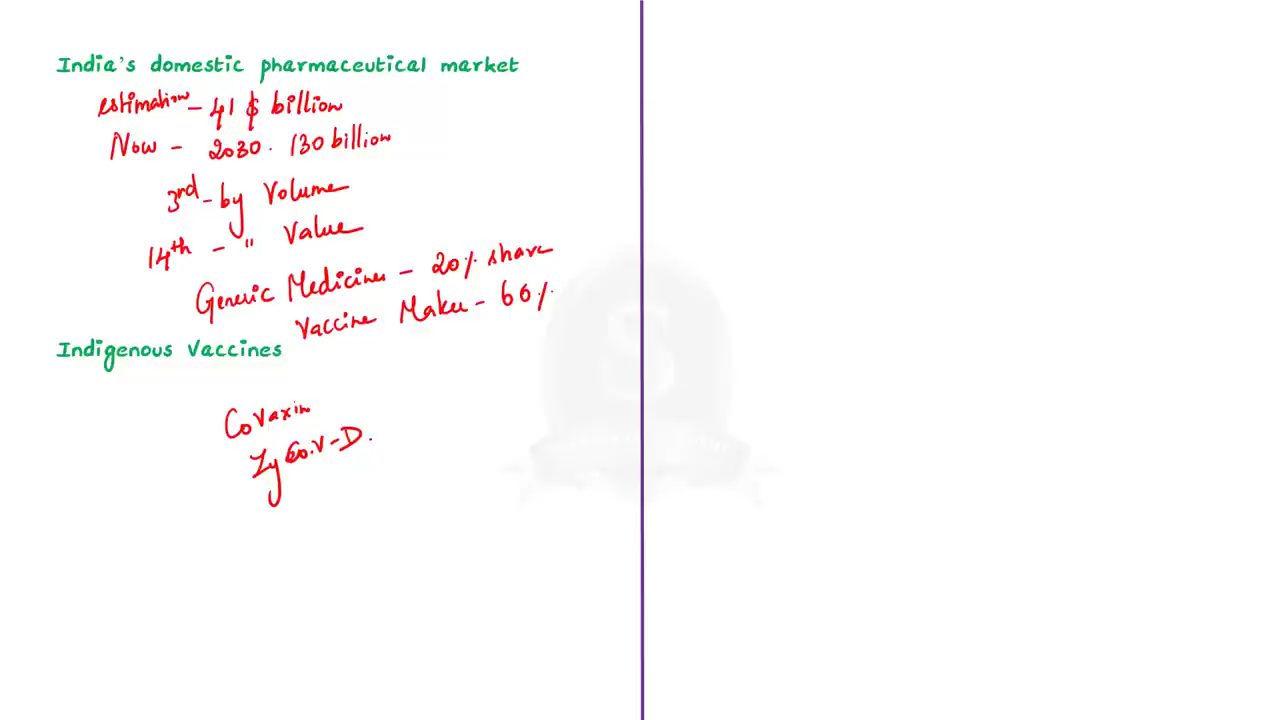 India's domestic pharmaceutical market
estimation - 41 $ billion
Now - 2030. 130 billion
3rd - by Volume
14th - " Value
Generic Medicines - 20% share
Vaccine Maker - 60%.
Indigenous Vaccines
Covaxin
ZyCo.V-D.